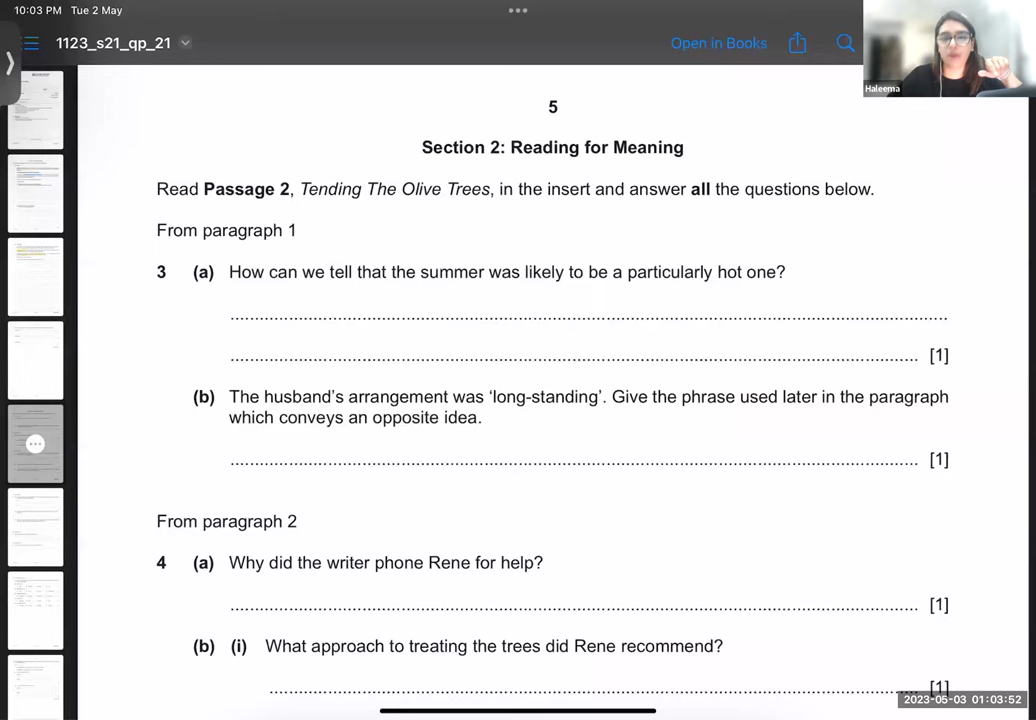 10:03 PM Tue 2 May
1123_s21_qp_21
Open in Books
Haleema
5
Section 2: Reading for Meaning
Read Passage 2, Tending The Olive Trees, in the insert and answer all the questions below.
From paragraph 1
3 (a) How can we tell that the summer was likely to be a particularly hot one?
[1]
(b) The husband's arrangement was 'long-standing'. Give the phrase used later in the paragraph
which conveys an opposite idea.
[1]
From paragraph 2
4 (a) Why did the writer phone Rene for help?
[1]
(b) (i) What approach to treating the trees did Rene recommend?
[1]
2023-05-03 01:03:52